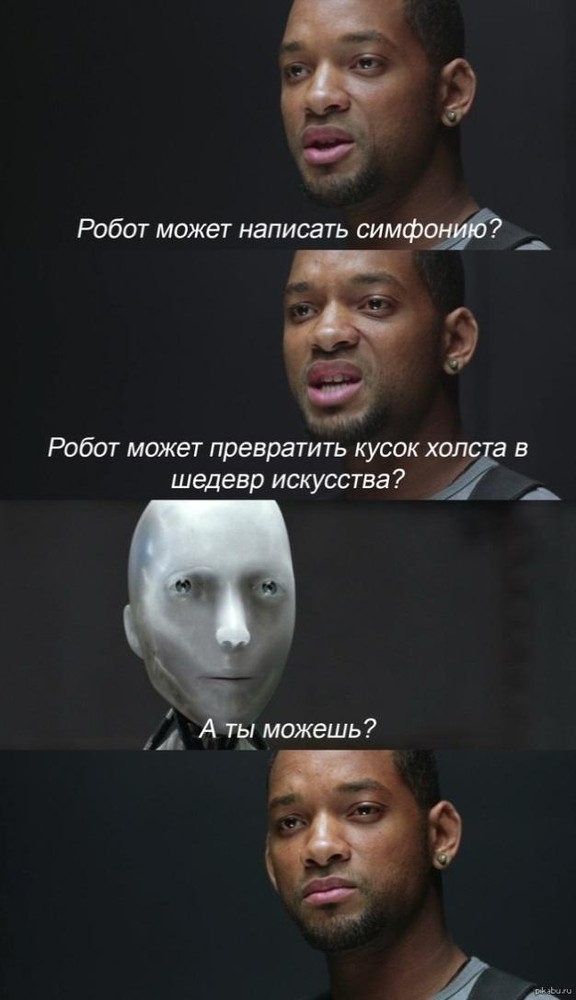 Робот может написать симфонию?
Робот может превратить кусок холста в
шедевр искусства?
А ты можешь?
pikabu.ru